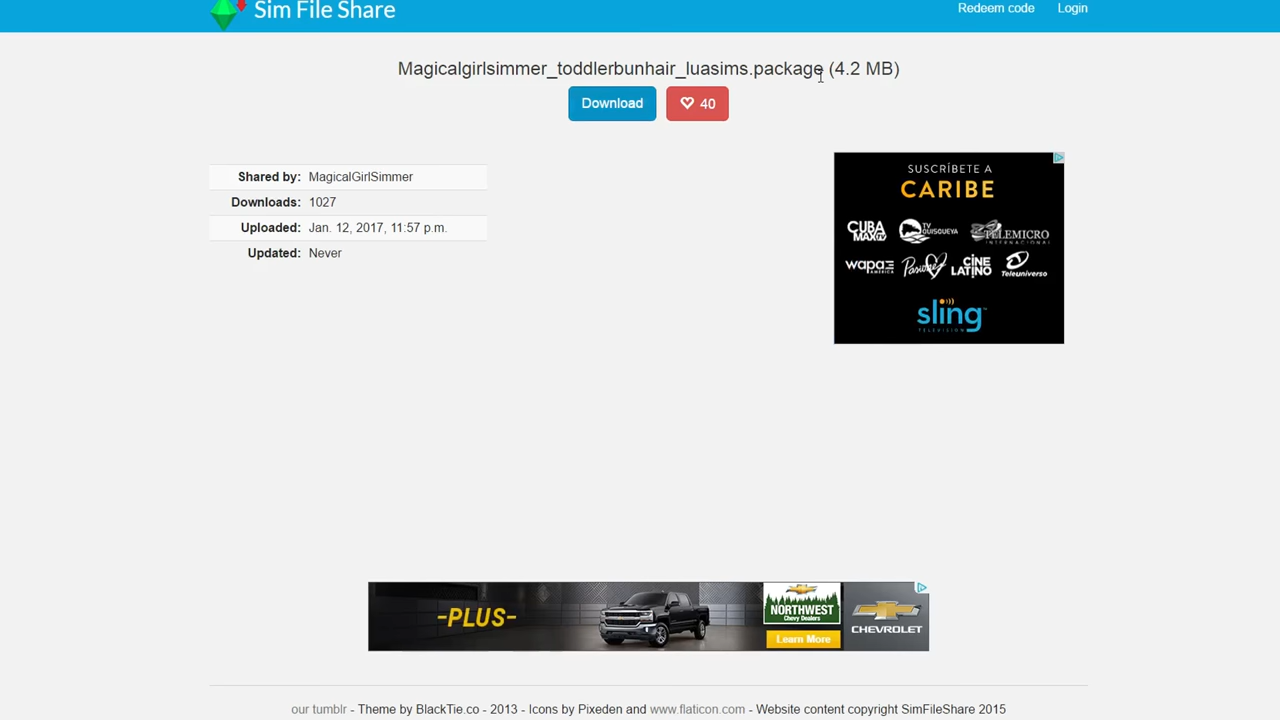 Sim File Share
Redeem code
Login
Magicalgirlsimmer_toddlerbunhair_luasims.package (4.2 MB)
Download
40
Shared by: MagicalGirlSimmer
Downloads: 1027
Uploaded: Jan. 12, 2017, 11:57 p.m.
Updated: Never
SUSCRÍBETE A
CARIBE
CUBA MAX TV
TV QUISQUEYA
TELEMICRO INTERNACIONAL
wapa AMÉRICA
Pasiones
CINE LATINO
Teleuniverso
sling
TELEVISION
-PLUS-
NORTHWEST
Chevy Dealers
Learn More
CHEVROLET
our tumblr - Theme by BlackTie.co - 2013 - Icons by Pixeden and www.flaticon.com - Website content copyright SimFileShare 2015